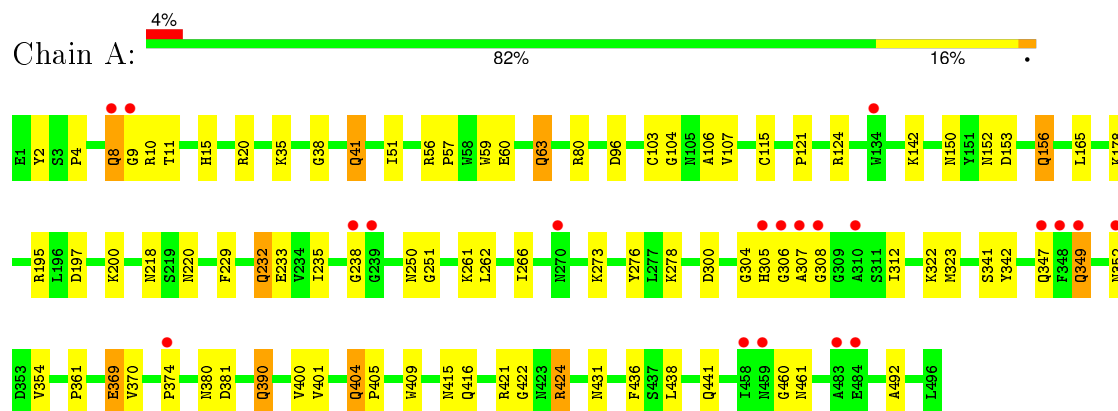 4%
Chain A:
82% 16% •
E1 Y2 S3 P4 Q8 G9 R10 T11 H15 R20 K35 G38 Q41 I51 R56 P57 W58 W59 E60 Q63 R80 D96 C103 G104 N105 A106 V107 C115 P121 R124 W134 K142 N150 Y151 N152 D153 Q156 L165 K178
R195 L196 D197 K200 N218 S219 N220 F229 Q232 E233 V234 I235 G238 G239 N250 G251 K261 L262 I266 N270 K273 Y276 L277 K278 D300 G304 H305 G306 A307 G308 G309 A310 S311 I312 K322 M323 S341 Y342 Q347 F348 Q349 N352
D353 V354 P361 E369 V370 P374 N380 D381 Q390 V400 V401 Q404 P405 W409 N415 Q416 R421 G422 N423 R424 N431 F436 S437 L438 Q441 I458 N459 G460 N461 A483 E484 A492 L496